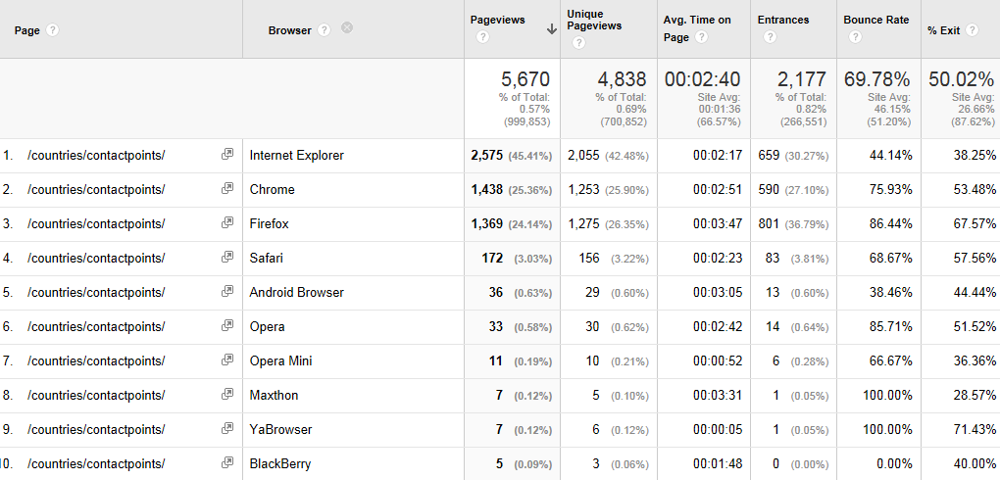 Page ? Browser ? Pageviews ? Unique Pageviews ? Avg. Time on Page ? Entrances ? Bounce Rate ? % Exit ?
5,670 4,838 00:02:40 2,177 69.78% 50.02%
% of Total: % of Total: Site Avg: % of Total: Site Avg: Site Avg:
0.57% 0.69% 00:01:36 0.82% 46.15% 26.66%
(999,853) (700,852) (66.57%) (266,551) (51.20%) (87.62%)
1. /countries/contactpoints/ Internet Explorer 2,575 (45.41%) 2,055 (42.48%) 00:02:17 659 (30.27%) 44.14% 38.25%
2. /countries/contactpoints/ Chrome 1,438 (25.36%) 1,253 (25.90%) 00:02:51 590 (27.10%) 75.93% 53.48%
3. /countries/contactpoints/ Firefox 1,369 (24.14%) 1,275 (26.35%) 00:03:47 801 (36.79%) 86.44% 67.57%
4. /countries/contactpoints/ Safari 172 (3.03%) 156 (3.22%) 00:02:23 83 (3.81%) 68.67% 57.56%
5. /countries/contactpoints/ Android Browser 36 (0.63%) 29 (0.60%) 00:03:05 13 (0.60%) 38.46% 44.44%
6. /countries/contactpoints/ Opera 33 (0.58%) 30 (0.62%) 00:02:42 14 (0.64%) 85.71% 51.52%
7. /countries/contactpoints/ Opera Mini 11 (0.19%) 10 (0.21%) 00:00:52 6 (0.28%) 66.67% 36.36%
8. /countries/contactpoints/ Maxthon 7 (0.12%) 5 (0.10%) 00:03:31 1 (0.05%) 100.00% 28.57%
9. /countries/contactpoints/ YaBrowser 7 (0.12%) 6 (0.12%) 00:00:05 1 (0.05%) 100.00% 71.43%
10. /countries/contactpoints/ BlackBerry 5 (0.09%) 3 (0.06%) 00:01:48 0 (0.00%) 0.00% 40.00%